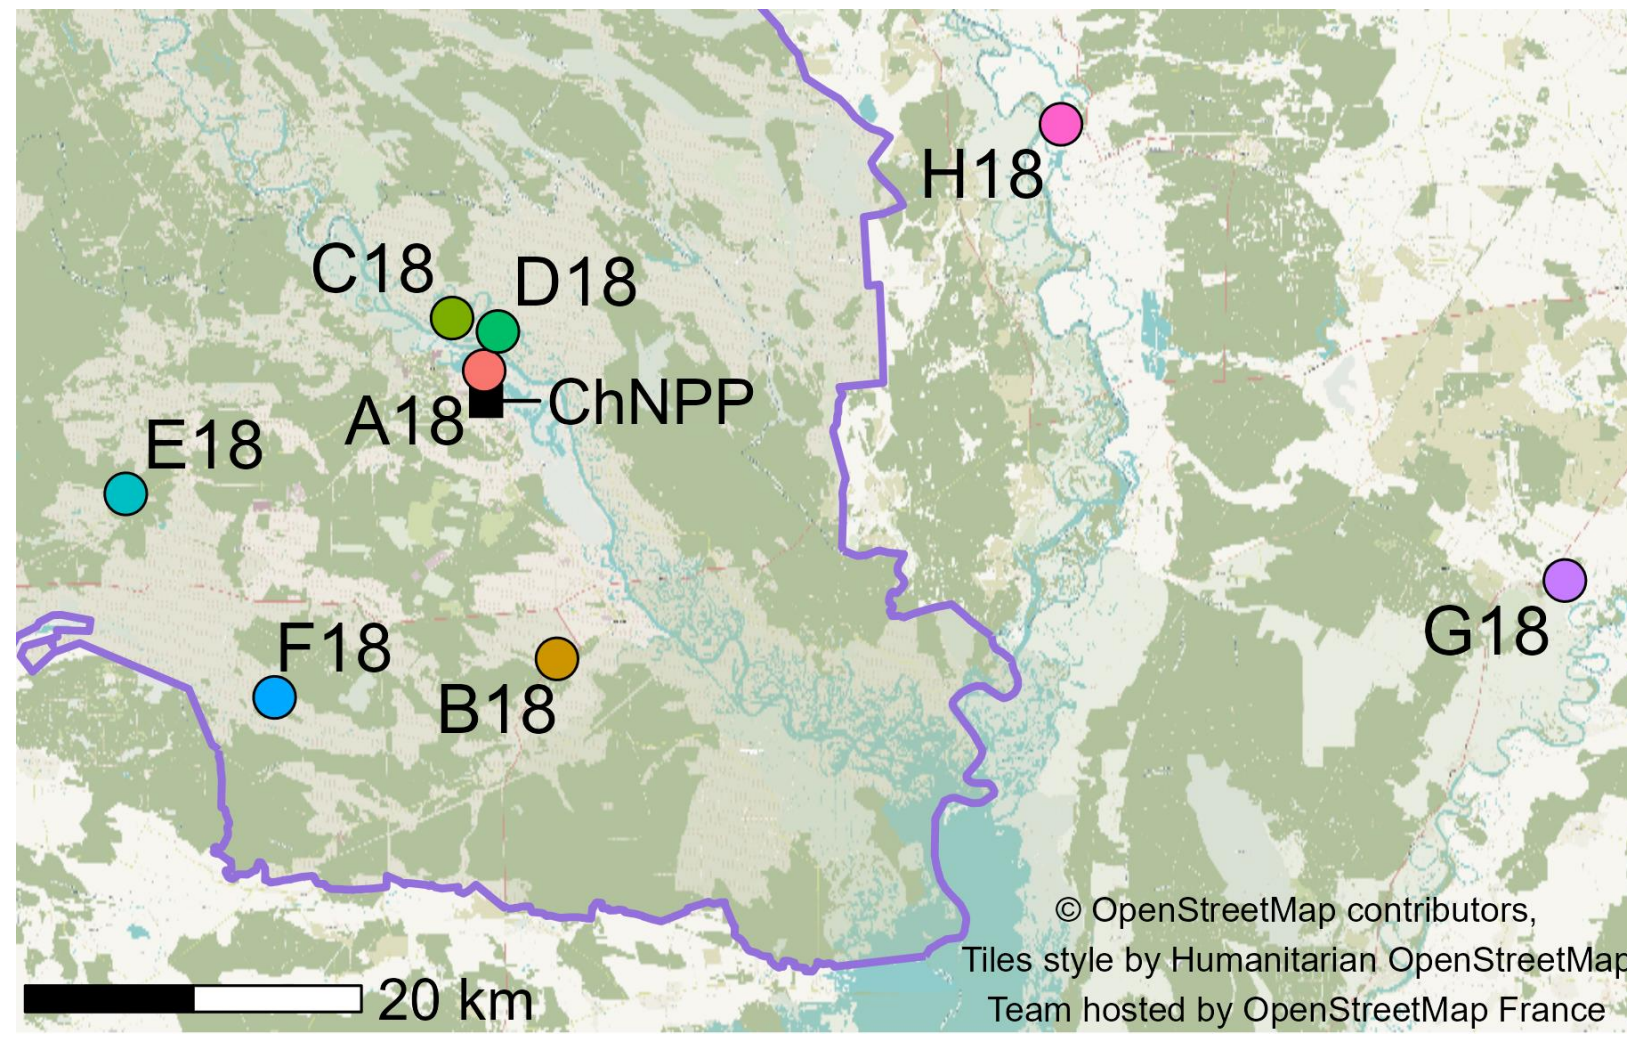 H18
C18
D18
A18
ChNPP
E18
F18
B18
G18
© OpenStreetMap contributors,
Tiles style by Humanitarian OpenStreetMap
Team hosted by OpenStreetMap France
20 km